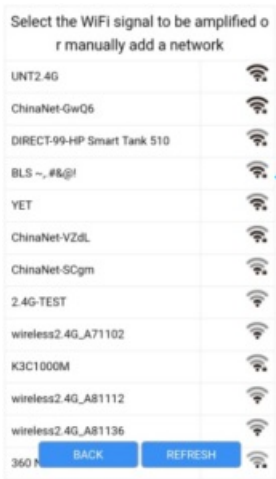 Select the WiFi signal to be amplified o
r manually add a network
UNT2.4G
ChinaNet-GwQ6
DIRECT-99-HP Smart Tank 510
BLS ~,.#&@!
YET
ChinaNet-VZdL
ChinaNet-SCgm
2.4G-TEST
wireless2.4G_A71102
K3C1000M
wireless2.4G_A81112
wireless2.4G_A81136
360
BACK
REFRESH